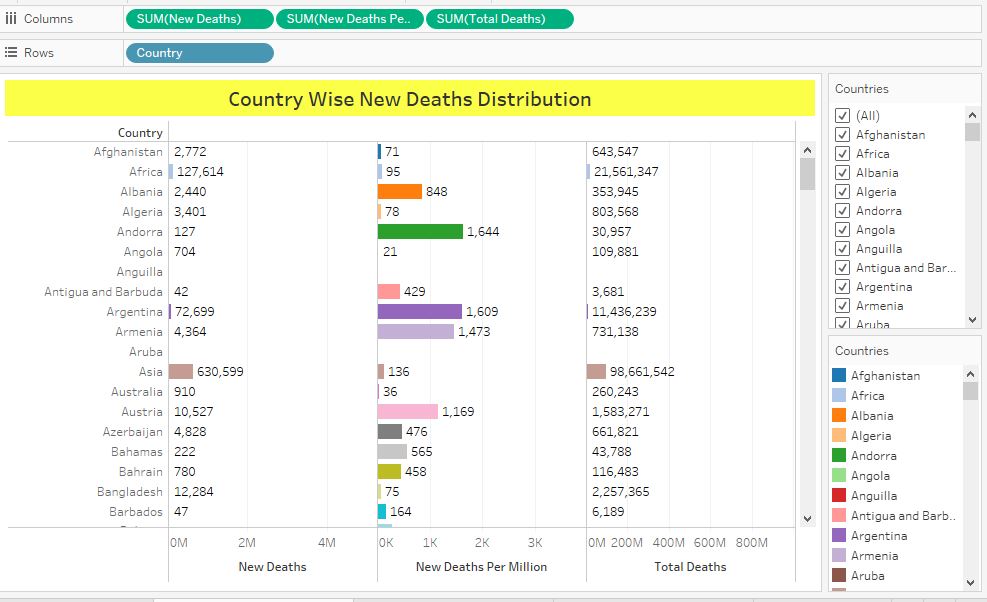 Columns SUM(New Deaths) SUM(New Deaths Pe.. SUM(Total Deaths)
Rows Country
Country Wise New Deaths Distribution
Country
Afghanistan 2,772 71 643,547
Africa 127,614 95 21,561,347
Albania 2,440 848 353,945
Algeria 3,401 78 803,568
Andorra 127 1,644 30,957
Angola 704 21 109,881
Anguilla
Antigua and Barbuda 42 429 3,681
Argentina 72,699 1,609 11,436,239
Armenia 4,364 1,473 731,138
Aruba
Asia 630,599 136 98,661,542
Australia 910 36 260,243
Austria 10,527 1,169 1,583,271
Azerbaijan 4,828 476 661,821
Bahamas 222 565 43,788
Bahrain 780 458 116,483
Bangladesh 12,284 75 2,257,365
Barbados 47 164 6,189
0M 2M 4M 0K 1K 2K 3K 0M 200M 400M 600M 800M
New Deaths New Deaths Per Million Total Deaths
Countries
(All)
Afghanistan
Africa
Albania
Algeria
Andorra
Angola
Anguilla
Antigua and Bar...
Argentina
Armenia
Aruba
Countries
Afghanistan
Africa
Albania
Algeria
Andorra
Angola
Anguilla
Antigua and Barb..
Argentina
Armenia
Aruba